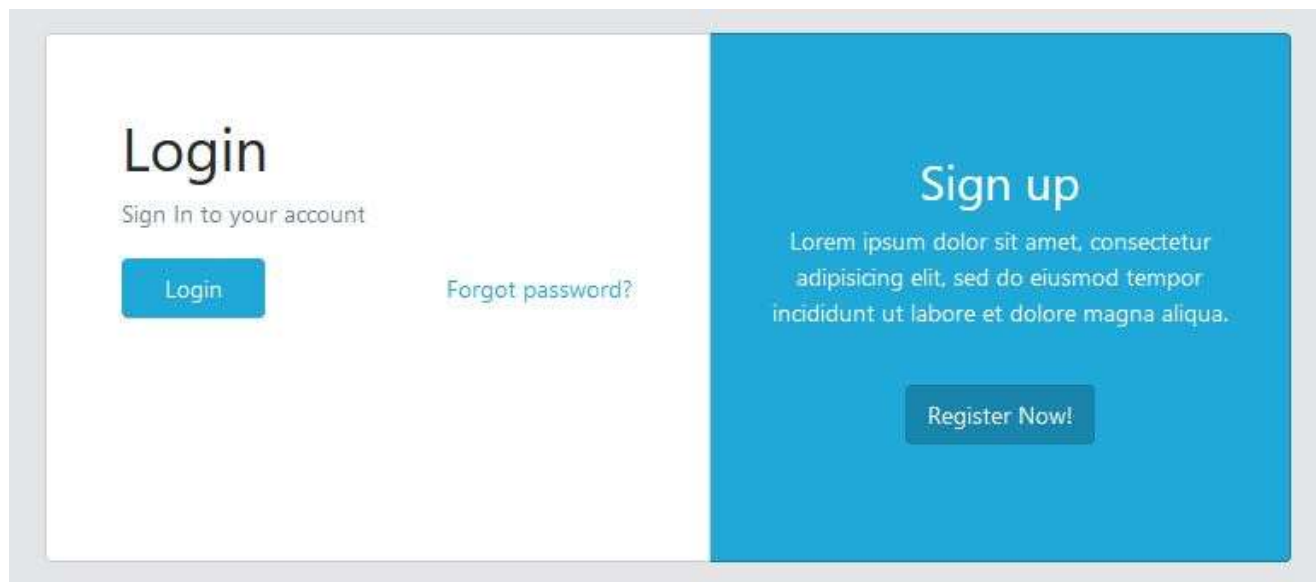 Login
Sign In to your account
Login
Forgot password?
Sign up
Lorem ipsum dolor sit amet, consectetur
adipisicing elit, sed do eiusmod tempor
incididunt ut labore et dolore magna aliqua.
Register Now!